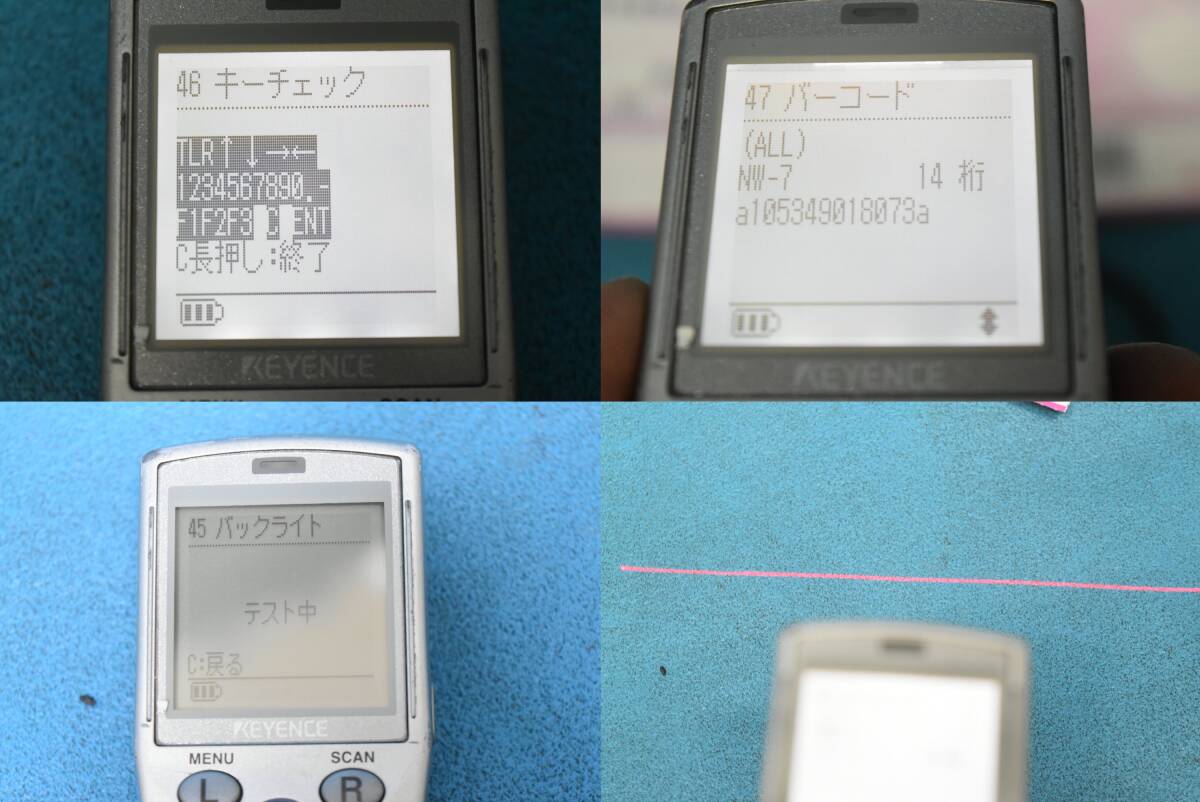 46 キーチェック
TLR↑↓→←
1234567890.-
F1F2F3 C ENT
C長押し:終了
KEYENCE
MENU SCAN
47 バーコード
(ALL)
NW-7 14 桁
a105349018073a
KEYENCE
45 バックライト
テスト中
C:戻る
KEYENCE
MENU SCAN
L R